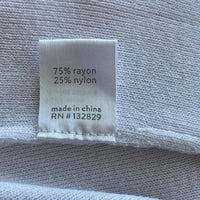 75% rayon
25% nylon
made in china
RN # 132829